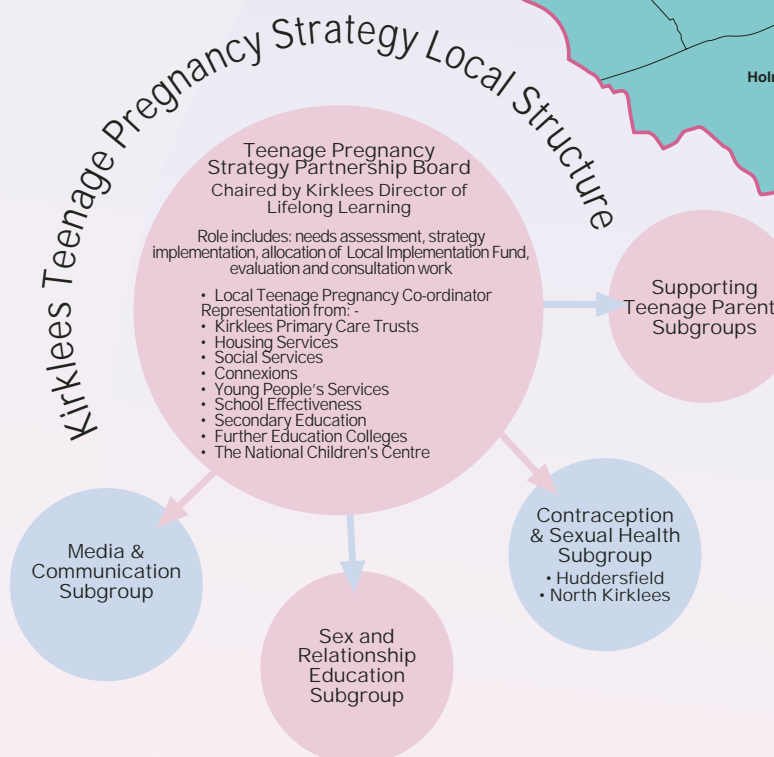 Kirklees Teenage Pregnancy Strategy Local Structure
Holm
Teenage Pregnancy
Strategy Partnership Board
Chaired by Kirklees Director of
Lifelong Learning
Role includes: needs assessment, strategy
implementation, allocation of Local Implementation Fund,
evaluation and consultation work
• Local Teenage Pregnancy Co-ordinator
Representation from: -
• Kirklees Primary Care Trusts
• Housing Services
• Social Services
• Connexions
• Young People's Services
• School Effectiveness
• Secondary Education
• Further Education Colleges
• The National Children's Centre
Supporting
Teenage Parent
Subgroups
Contraception
& Sexual Health
Subgroup
• Huddersfield
• North Kirklees
Media &
Communication
Subgroup
Sex and
Relationship
Education
Subgroup